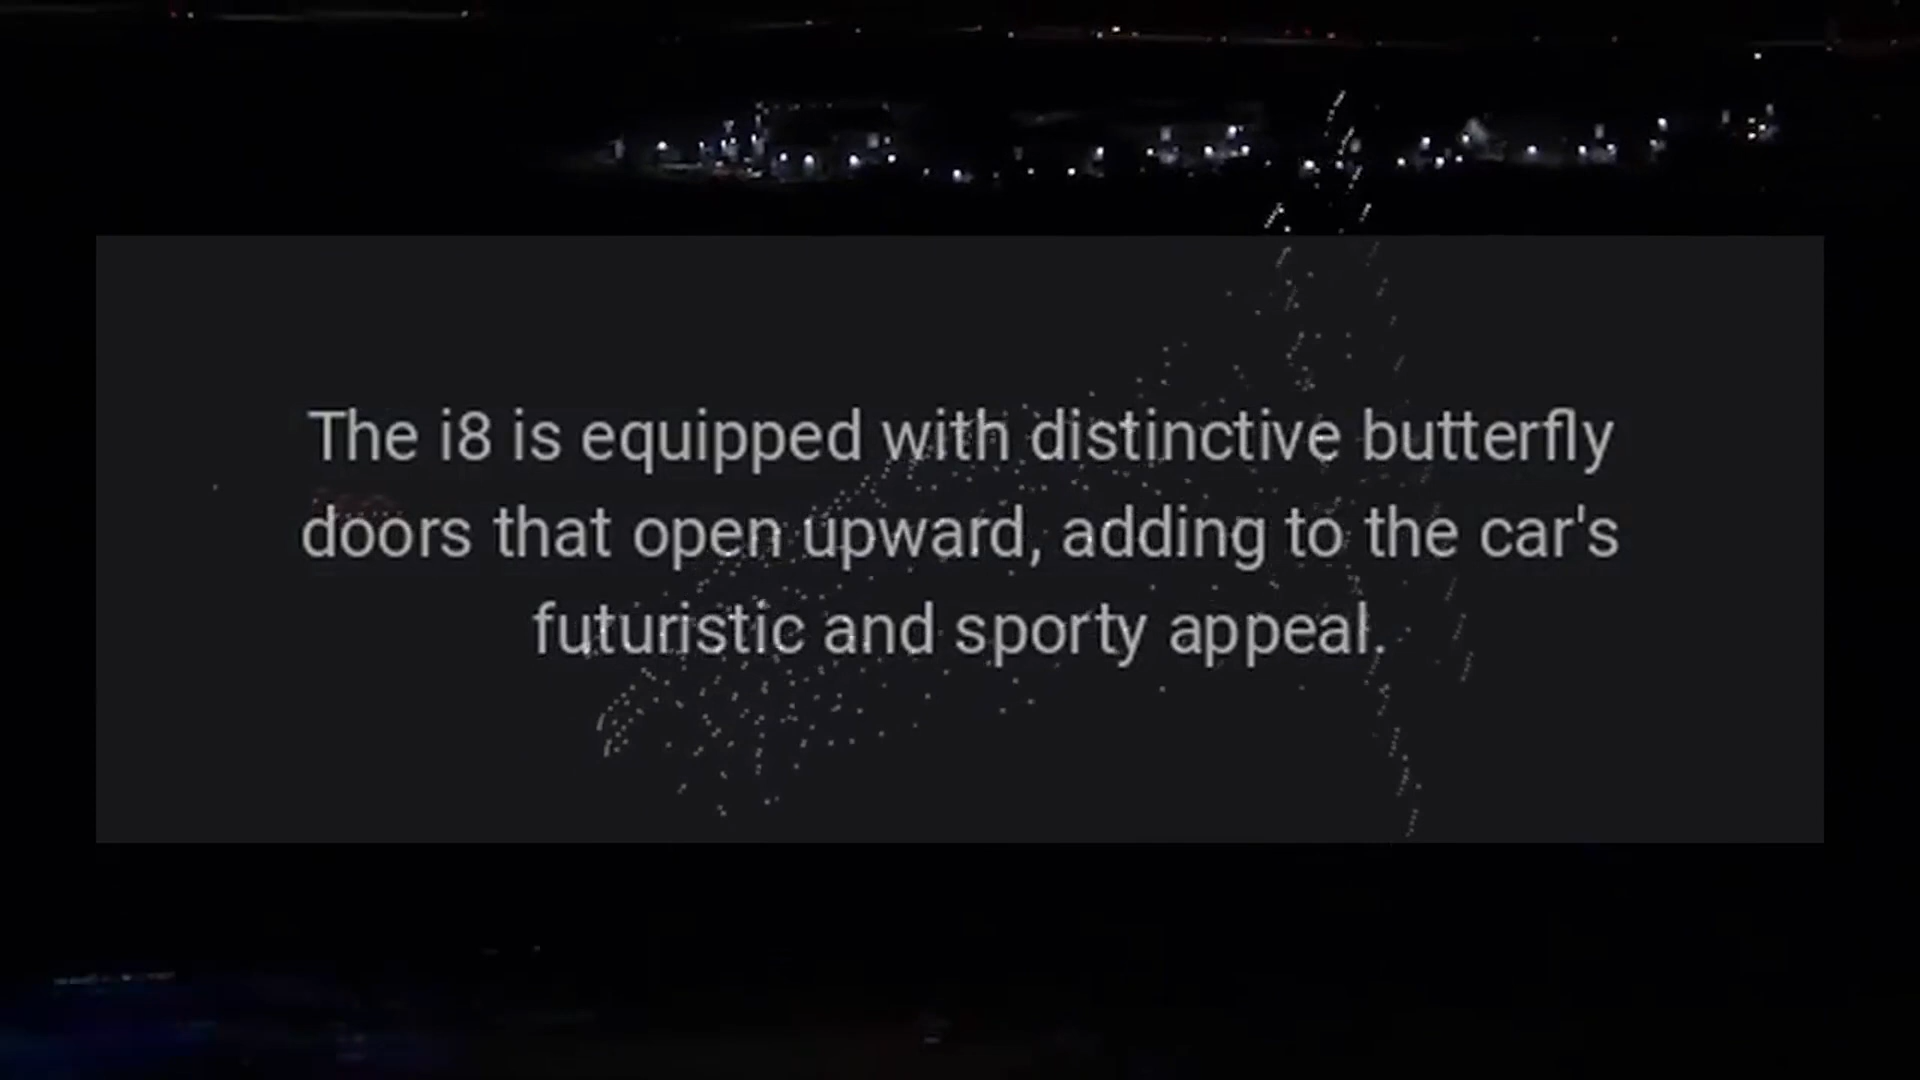 The i8 is equipped with distinctive butterfly
doors that open upward, adding to the car's
futuristic and sporty appeal.